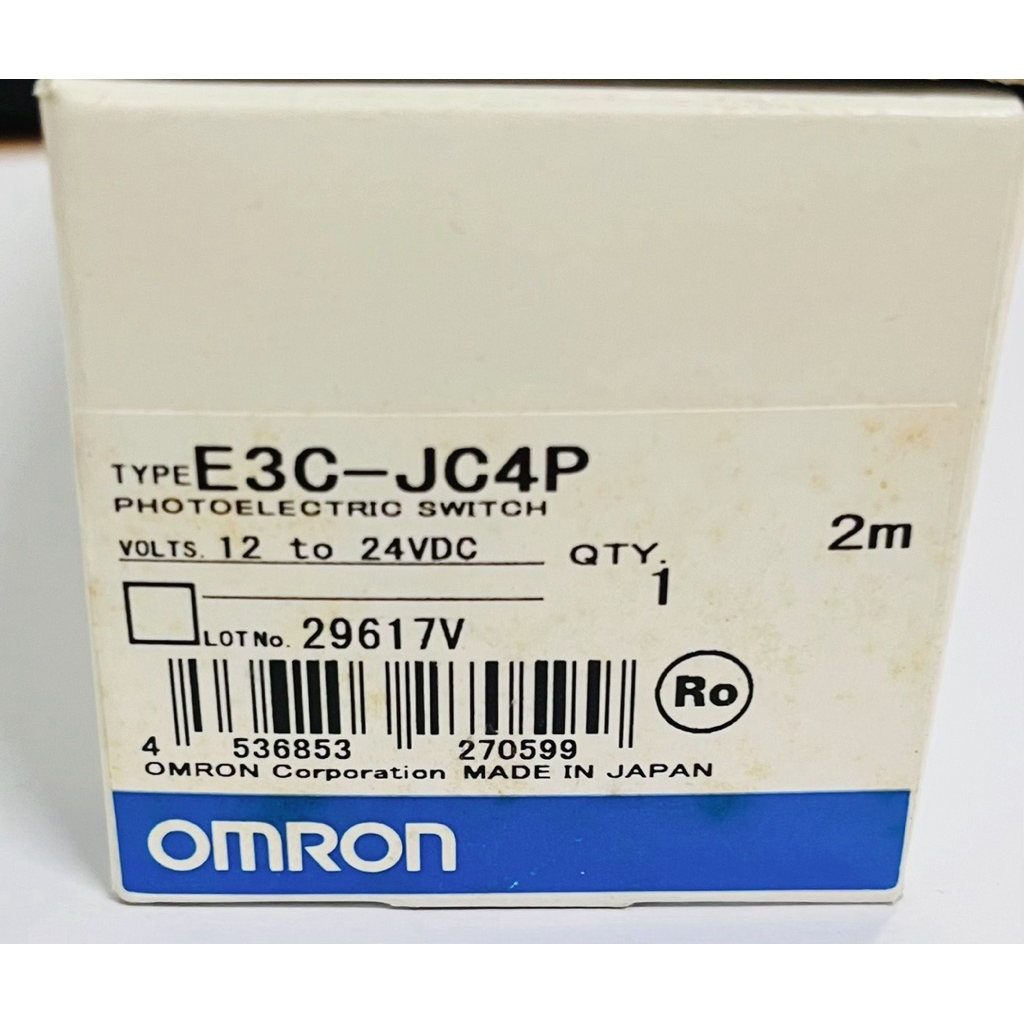 TYPE E3C-JC4P
PHOTOELECTRIC SWITCH
VOLTS. 12 to 24VDC QTY. 1 2m
LOT No. 29617V
Ro
4 536853 270599
OMRON Corporation MADE IN JAPAN
OMRON